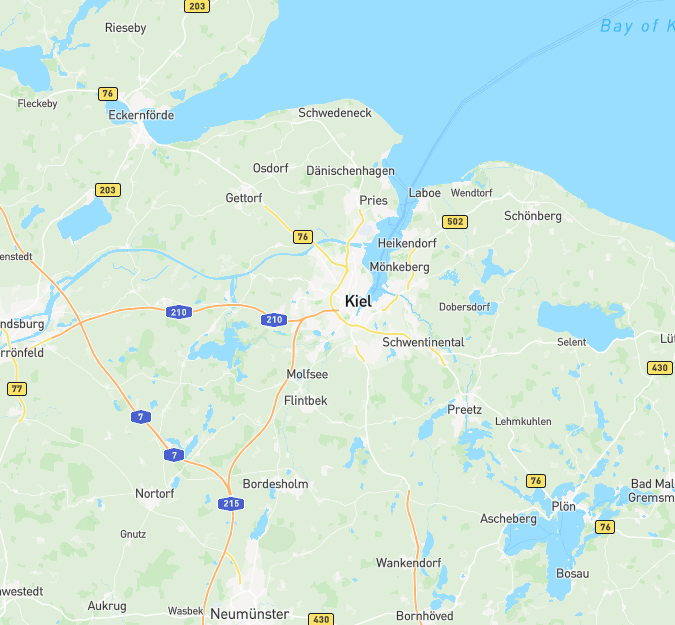 203
Rieseby
Bay of K
76
Fleckeby
Eckernförde
Schwedeneck
Osdorf
Dänischenhagen
203
Gettorf
Pries
Laboe
Wendtorf
Schönberg
502
76
Heikendorf
enstedt
Mönkeberg
Kiel
Dobersdorf
210
210
ndsburg
Schwentinental
Selent
Lüt
rrönfeld
430
Molfsee
77
Flintbek
Preetz
7
Lehmkuhlen
7
76
Bordesholm
Bad Mal
Gremsm
Nortorf
215
Plön
Ascheberg
76
Gnutz
Wankendorf
Bosau
nwestedt
Aukrug
Wasbek
Neumünster
430
Bornhöved